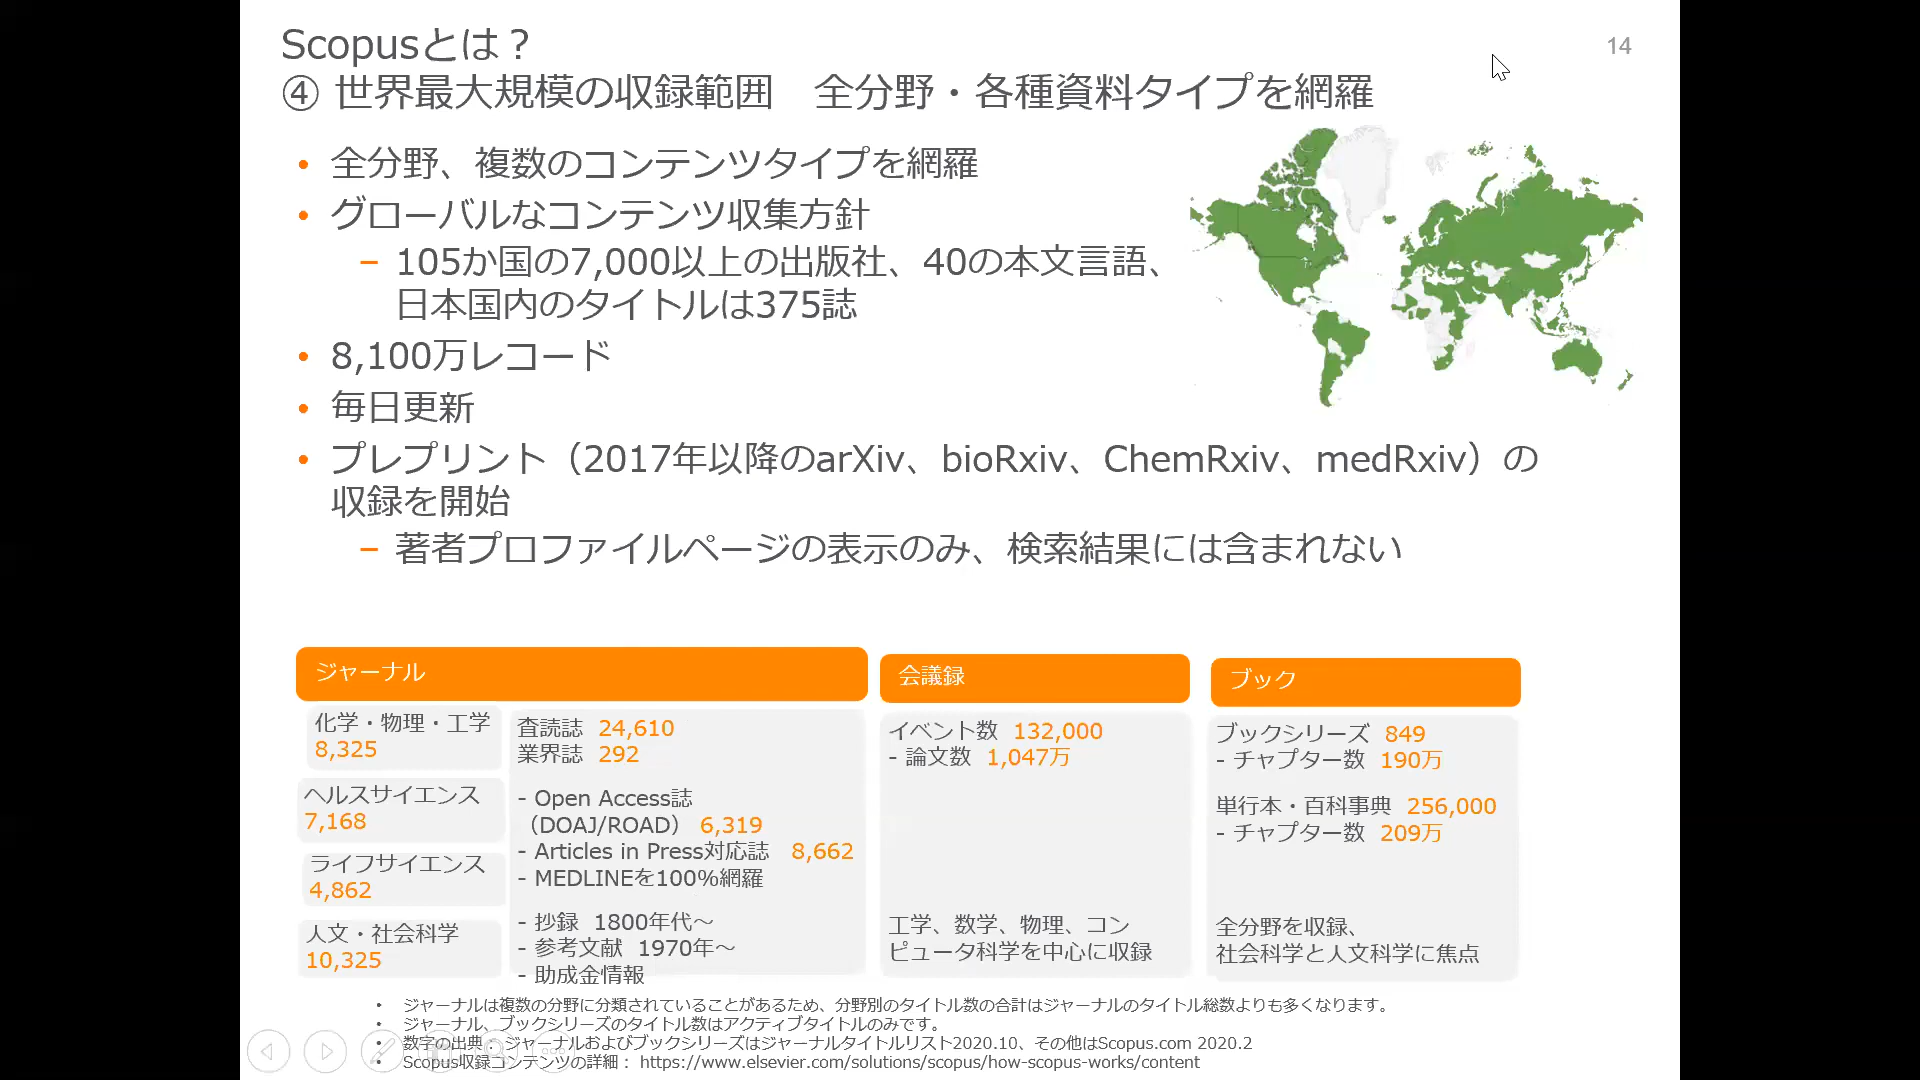 Scopusとは？
14
④ 世界最大規模の収録範囲　全分野・各種資料タイプを網羅
• 全分野、複数のコンテンツタイプを網羅
• グローバルなコンテンツ収集方針
– 105か国の7,000以上の出版社、40の本文言語、
日本国内のタイトルは375誌
• 8,100万レコード
• 毎日更新
• プレプリント（2017年以降のarXiv、bioRxiv、ChemRxiv、medRxiv）の
収録を開始
– 著者プロファイルページの表示のみ、検索結果には含まれない
ジャーナル
化学・物理・工学
8,325
ヘルスサイエンス
7,168
ライフサイエンス
4,862
人文・社会科学
10,325
査読誌 24,610
業界誌 292
- Open Access誌
（DOAJ/ROAD） 6,319
- Articles in Press対応誌 8,662
- MEDLINEを100%網羅
- 抄録 1800年代～
- 参考文献 1970年～
- 助成金情報
会議録
イベント数 132,000
- 論文数 1,047万
工学、数学、物理、コン
ピュータ科学を中心に収録
ブック
ブックシリーズ 849
- チャプター数 190万
単行本・百科事典 256,000
- チャプター数 209万
全分野を収録、
社会科学と人文科学に焦点
• ジャーナルは複数の分野に分類されていることがあるため、分野別のタイトル数の合計はジャーナルのタイトル総数よりも多くなります。
• ジャーナル、ブックシリーズのタイトル数はアクティブタイトルのみです。
• 数字の出典： ジャーナルおよびブックシリーズはジャーナルタイトルリスト2020.10、その他はScopus.com 2020.2
• Scopus収録コンテンツの詳細： https://www.elsevier.com/solutions/scopus/how-scopus-works/content